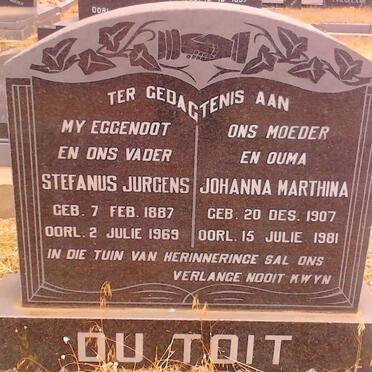 TER GEDAGTENIS AAN
MY EGGENOOT
EN ONS VADER
STEFANUS JURGENS
GEB. 7 FEB. 1887
OORL. 2 JULIE 1969
ONS MOEDER
EN OUMA
JOHANNA MARTHINA
GEB. 20 DES. 1907
OORL. 15 JULIE 1981
IN DIE TUIN VAN HERINNERINGE SAL ONS
VERLANGE NOOIT KWYN
DU TOIT